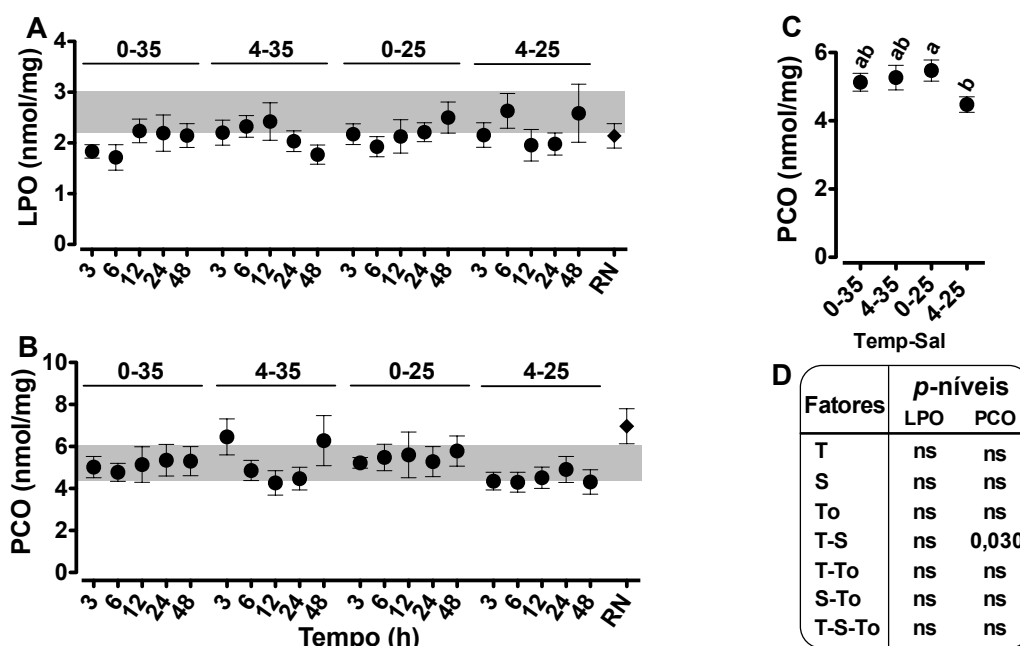 A
0-35 4-35 0-25 4-25
LPO (nmol/mg)
4
3
2
1
0
3 6 12 24 48 3 6 12 24 48 3 6 12 24 48 3 6 12 24 48 RN
B
0-35 4-35 0-25 4-25
PCO (nmol/mg)
10
8
6
4
2
0
3 6 12 24 48 3 6 12 24 48 3 6 12 24 48 3 6 12 24 48 RN
Tempo (h)
C
ab ab a b
PCO (nmol/mg)
6
4
2
0
0-35 4-35 0-25 4-25
Temp-Sal
D
Fatores p-níveis
LPO PCO
T ns ns
S ns ns
To ns ns
T-S ns 0,030
T-To ns ns
S-To ns ns
T-S-To ns ns